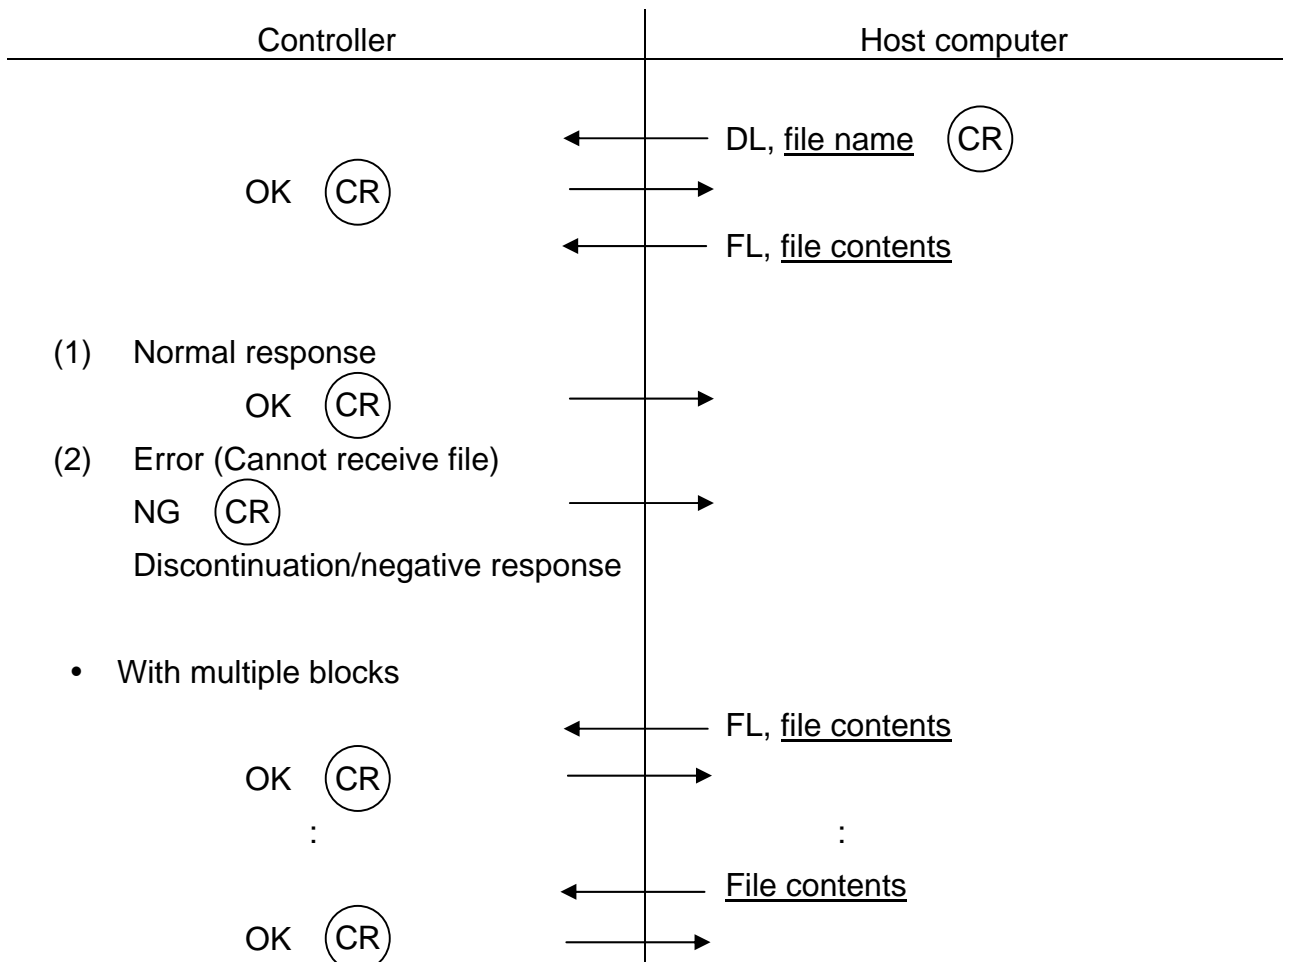 Controller Host computer
DL, file name CR
OK CR
FL, file contents
(1) Normal response
OK CR
(2) Error (Cannot receive file)
NG CR
Discontinuation/negative response
• With multiple blocks
FL, file contents
OK CR
: :
File contents
OK CR